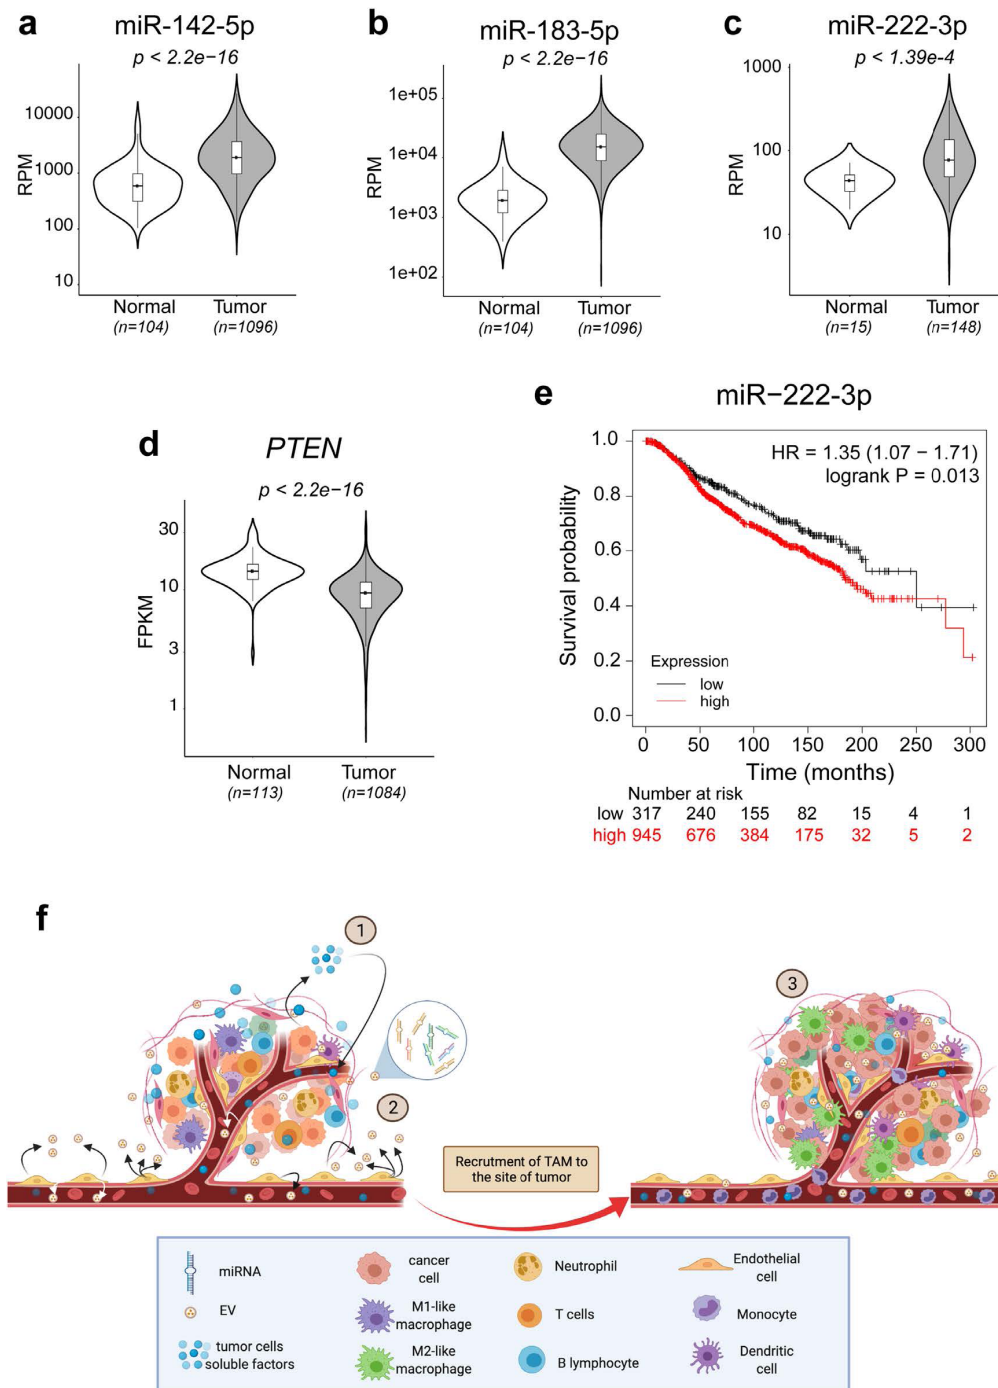 a
miR-142-5p
p < 2.2e−16
RPM
10000
1000
100
10
Normal
(n=104)
Tumor
(n=1096)
b
miR-183-5p
p < 2.2e−16
RPM
1e+05
1e+04
1e+03
1e+02
Normal
(n=104)
Tumor
(n=1096)
c
miR-222-3p
p < 1.39e-4
RPM
1000
100
10
Normal
(n=15)
Tumor
(n=148)
d
PTEN
p < 2.2e−16
FPKM
30
10
3
1
Normal
(n=113)
Tumor
(n=1084)
e
miR−222-3p
HR = 1.35 (1.07 − 1.71)
logrank P = 0.013
Survival probability
1.0
0.8
0.6
0.4
0.2
0.0
Expression
low
high
0 50 100 150 200 250 300
Time (months)
Number at risk
low 317 240 155 82 15 4 1
high 945 676 384 175 32 5 2
f
1
2
3
Recrutment of TAM to
the site of tumor
miRNA
EV
tumor cells
soluble factors
cancer
cell
M1-like
macrophage
M2-like
macrophage
Neutrophil
T cells
B lymphocyte
Endothelial
cell
Monocyte
Dendritic
cell